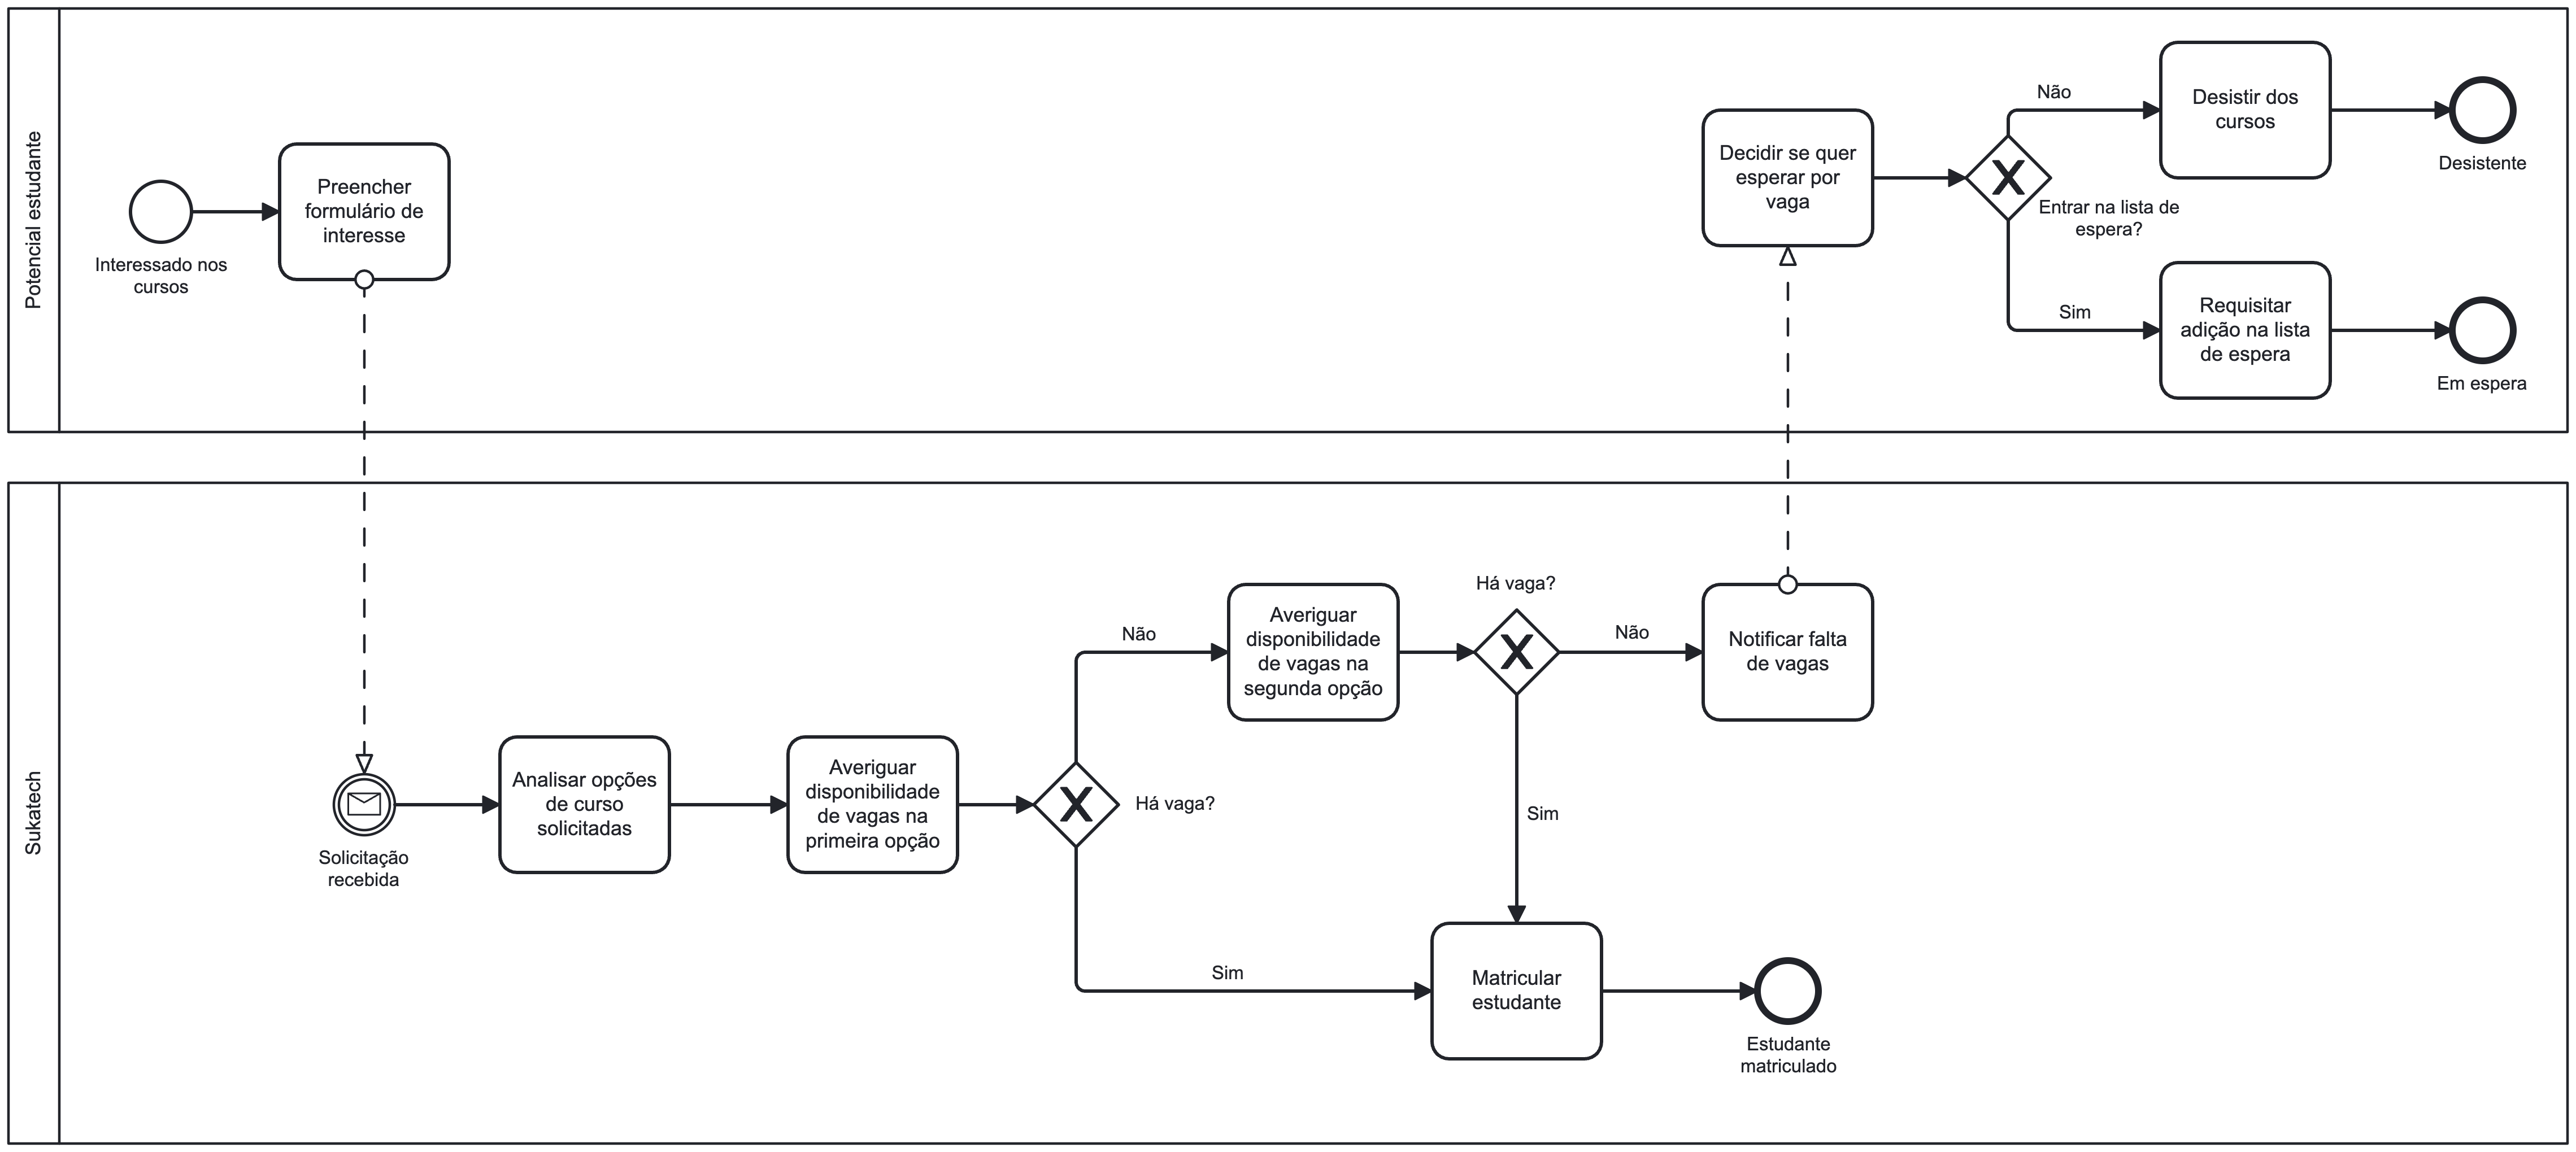 Potencial estudante
Interessado nos
cursos
Preencher
formulário de
interesse
Decidir se quer
esperar por
vaga
Entrar na lista de
espera?
Não
Desistir dos
cursos
Desistente
Sim
Requisitar
adição na lista
de espera
Em espera
Sukatech
Solicitação
recebida
Analisar opções
de curso
solicitadas
Averiguar
disponibilidade
de vagas na
primeira opção
Há vaga?
Não
Averiguar
disponibilidade
de vagas na
segunda opção
Há vaga?
Não
Notificar falta
de vagas
Sim
Sim
Matricular
estudante
Estudante
matriculado